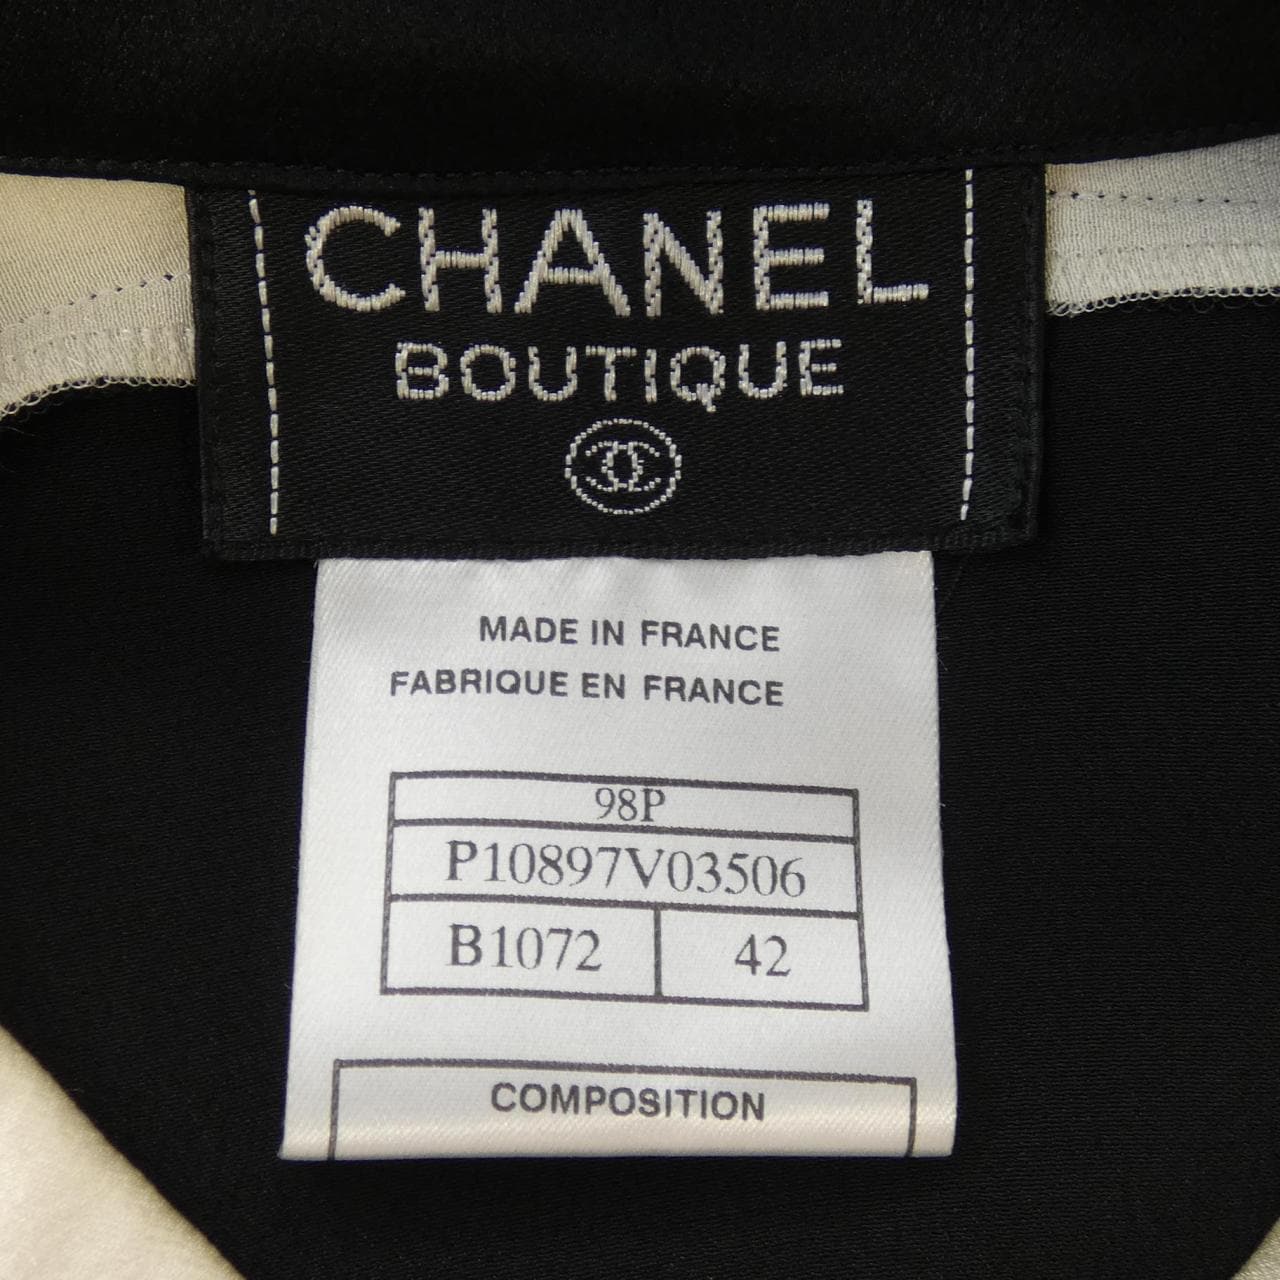 CHANEL
BOUTIQUE
MADE IN FRANCE
FABRIQUE EN FRANCE
98P
P10897V03506
B1072 42
COMPOSITION